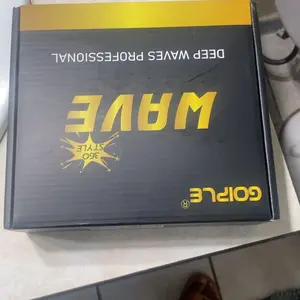 GOIPLE®
360
STYLE
WAVE
DEEP WAVES PROFESSIONAL